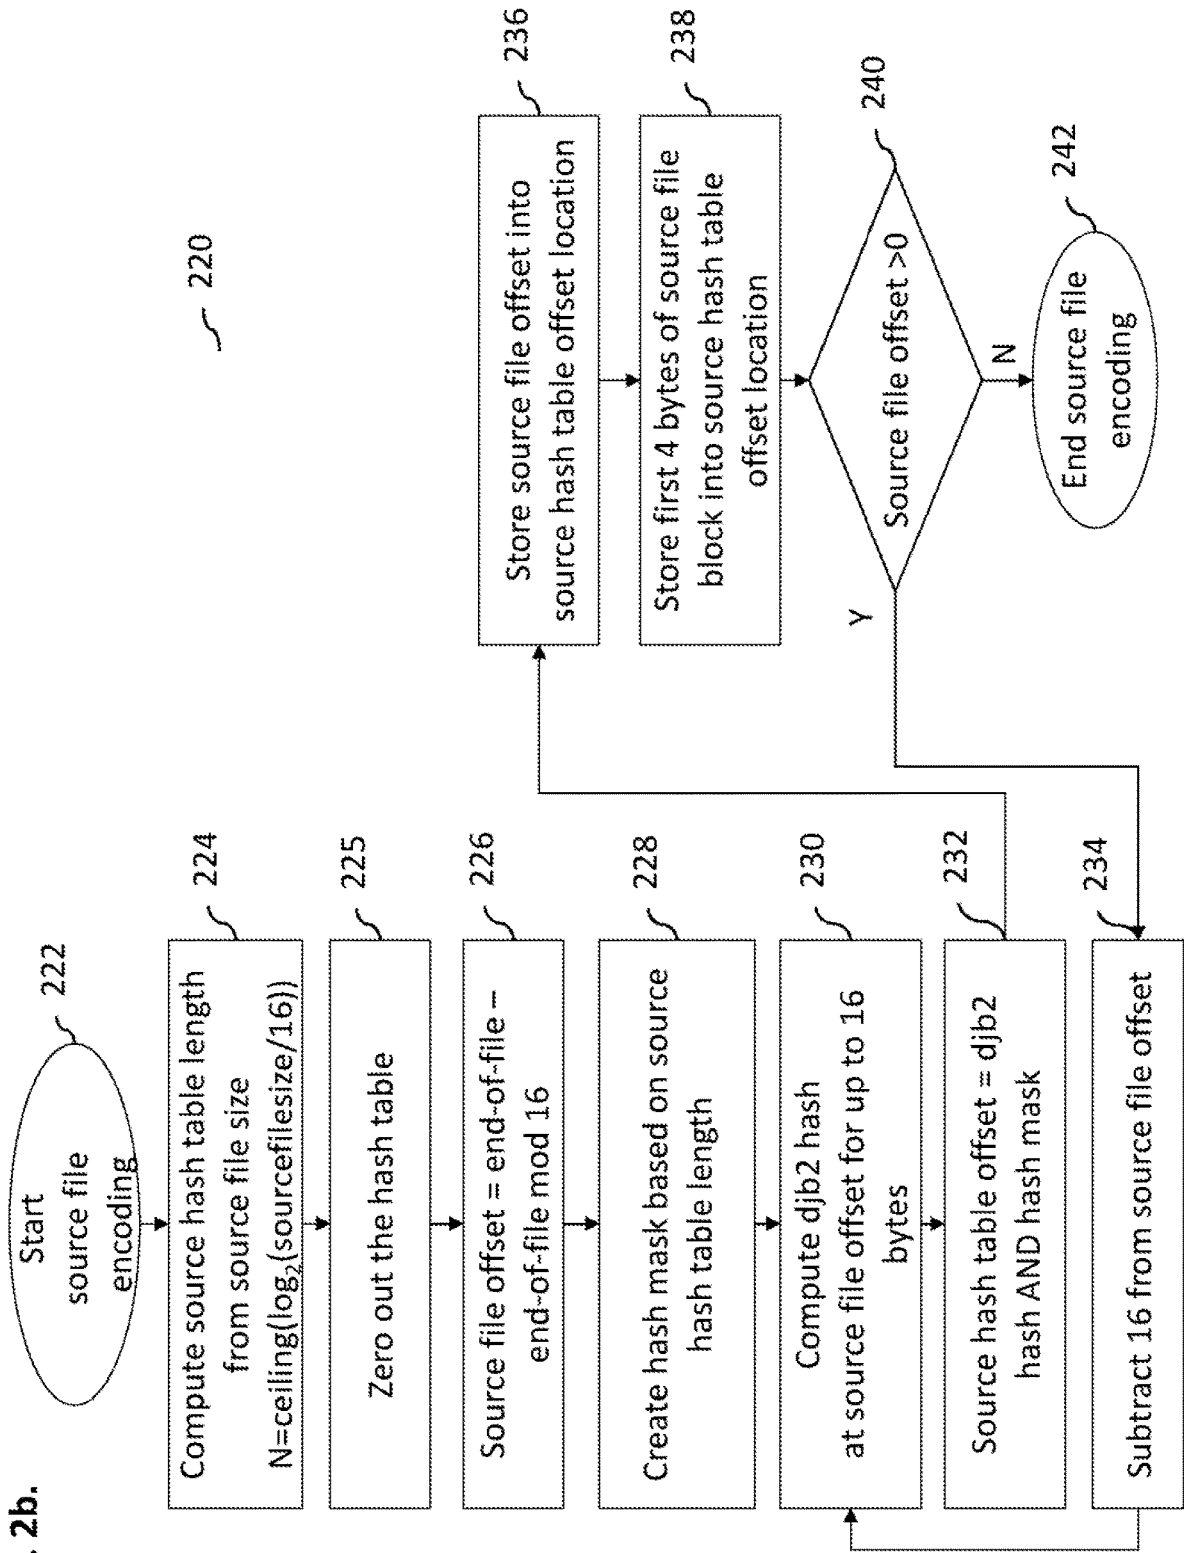 . 2b.
220
Start
source file
encoding
222
Compute source hash table length
from source file size
N=ceiling(log₂(sourcefilesize/16))
224
Zero out the hash table
225
Source file offset = end-of-file –
end-of-file mod 16
226
Create hash mask based on source
hash table length
228
Compute djb2 hash
at source file offset for up to 16
bytes
230
Source hash table offset = djb2
hash AND hash mask
232
Subtract 16 from source file offset
234
Store source file offset into
source hash table offset location
236
Store first 4 bytes of source file
block into source hash table
offset location
238
Source file offset >0
240
Y
N
End source file
encoding
242